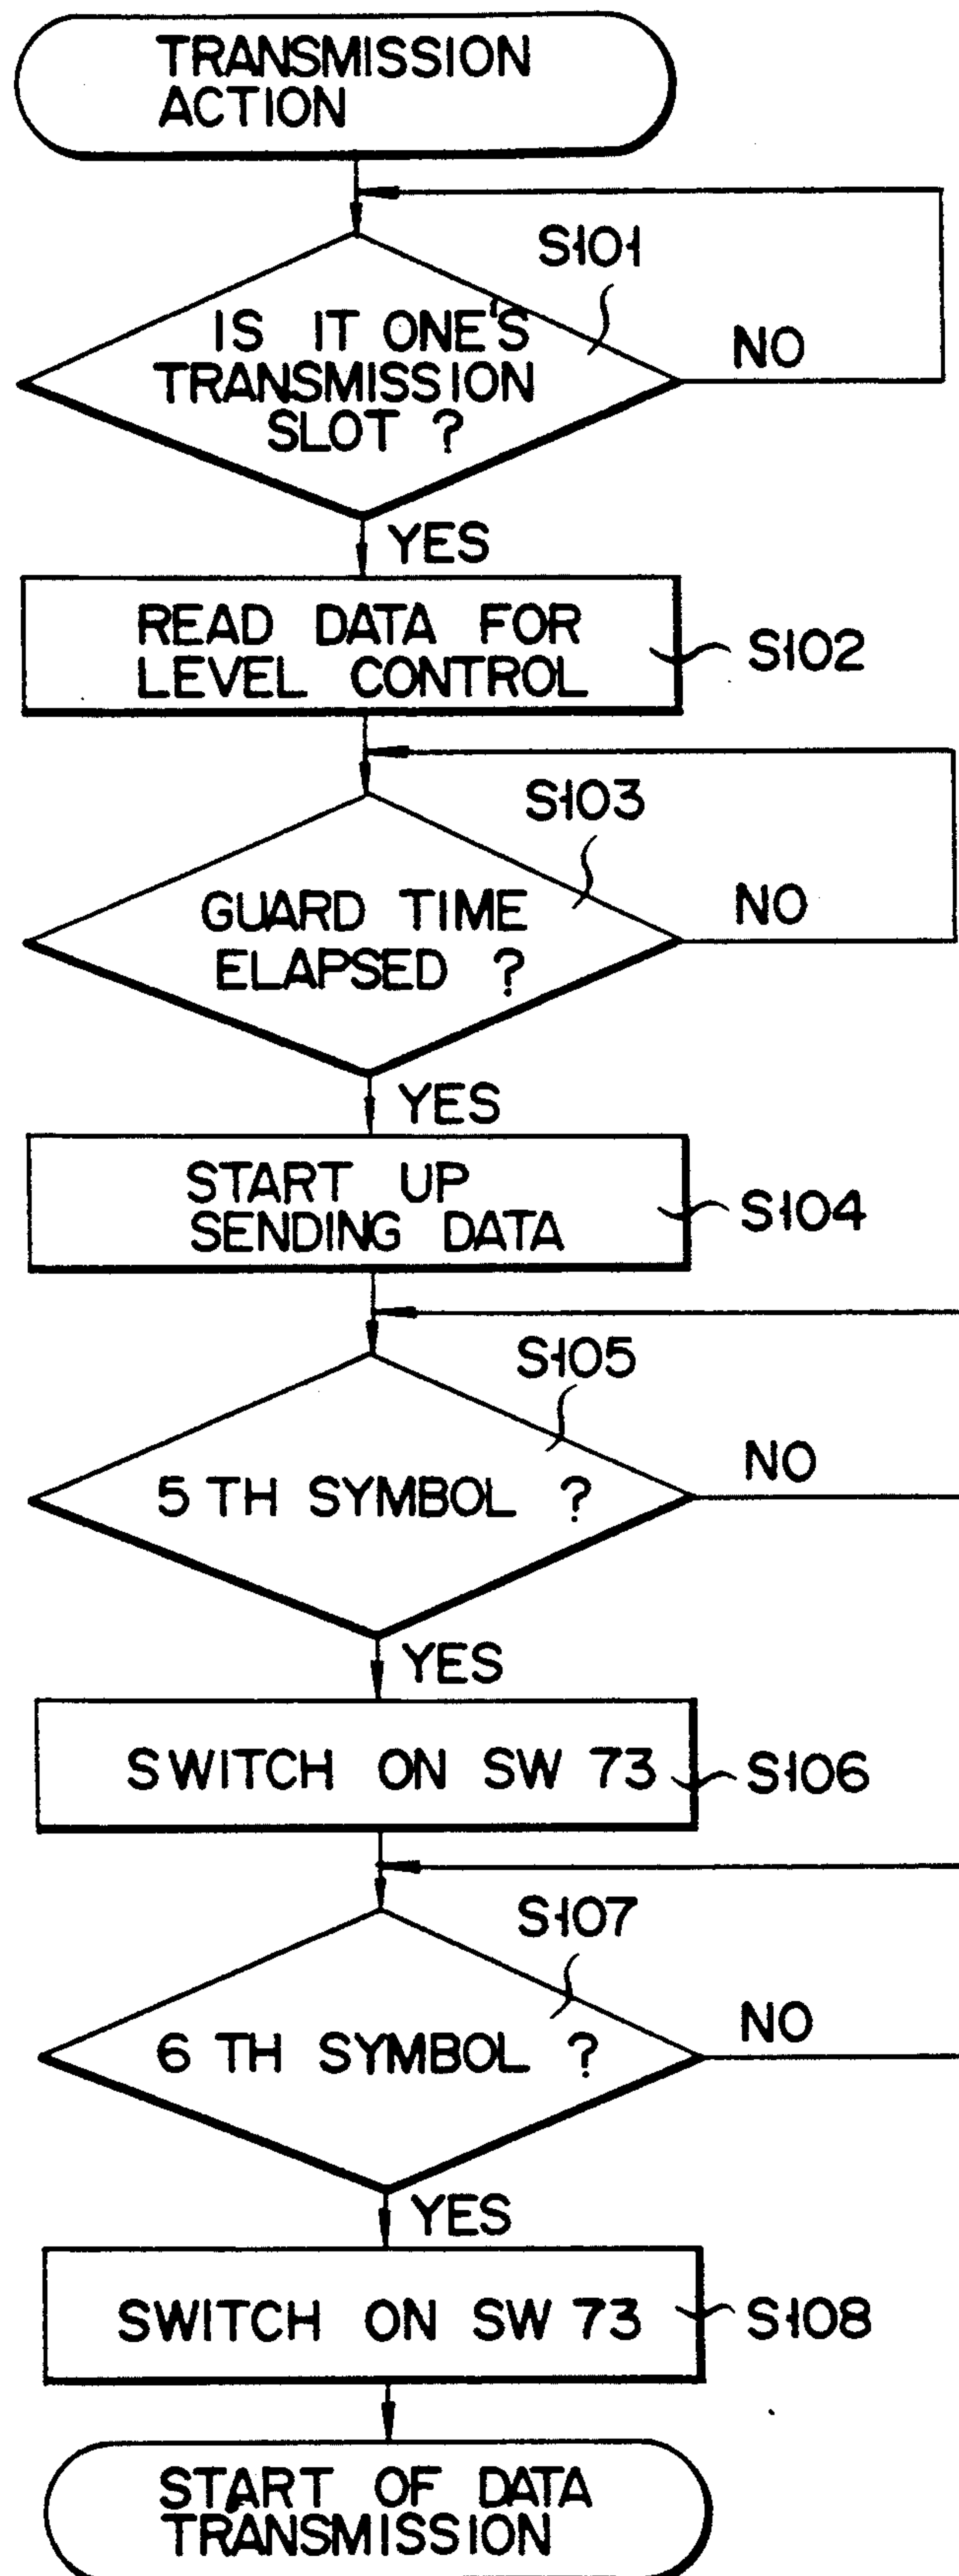 TRANSMISSION
ACTION
S101
IS IT ONE'S
TRANSMISSION
SLOT ?
NO
YES
READ DATA FOR
LEVEL CONTROL
S102
S103
GUARD TIME
ELAPSED ?
NO
YES
START UP
SENDING DATA
S104
S105
5 TH SYMBOL ?
NO
YES
SWITCH ON SW 73
S106
S107
6 TH SYMBOL ?
NO
YES
SWITCH ON SW 73
S108
START OF DATA
TRANSMISSION